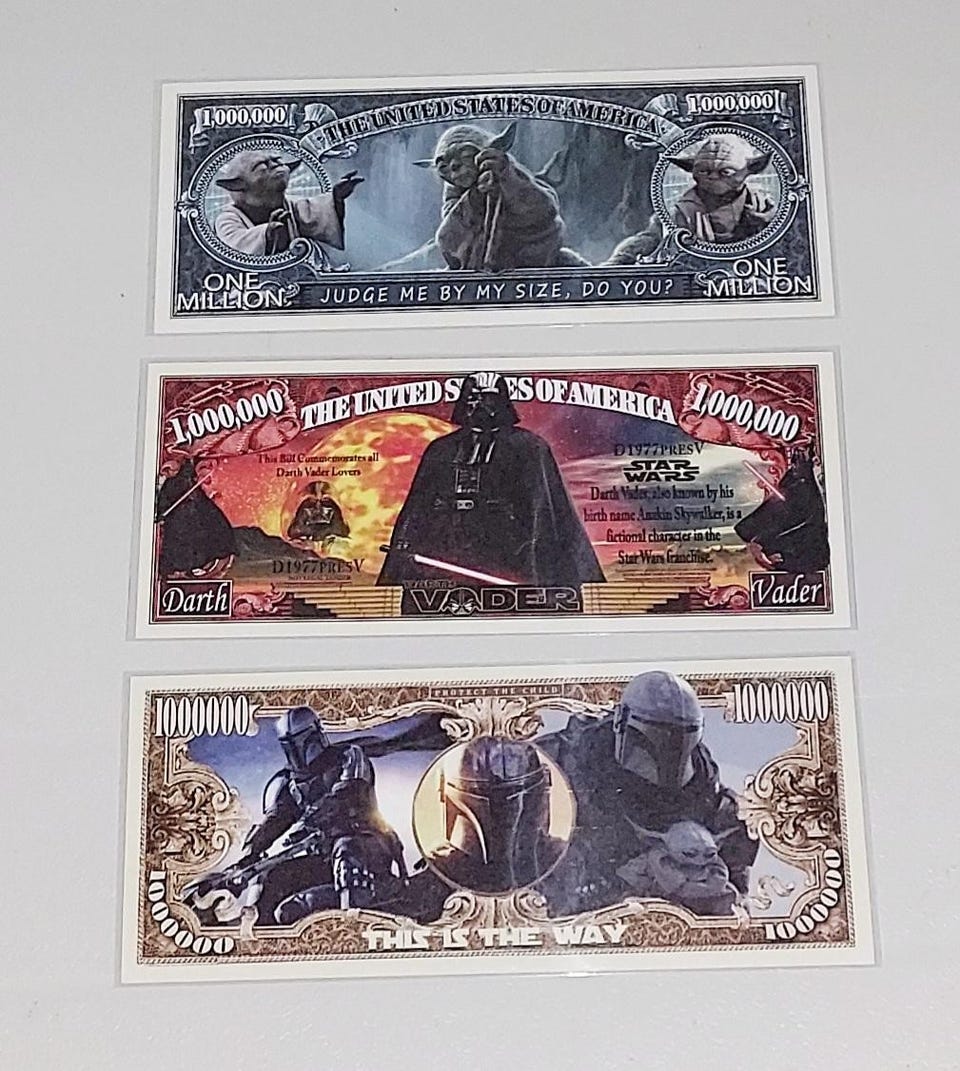 1,000,000
THE UNITED STATES OF AMERICA
1,000,000
ONE
MILLION
JUDGE ME BY MY SIZE, DO YOU?
ONE
MILLION
1,000,000
THE UNITED STATES OF AMERICA
1,000,000
This Bill Commemorates all
Darth Vader Lovers
D1977PRESV
D1977PRESV
STAR
WARS
Darth Vader, also known by his
birth name Anakin Skywalker, is a
fictional character in the
Star Wars franchise.
Darth
DARTH
VADER
Vader
1000000
PROTECT THE CHILD
1000000
1000000
THIS IS THE WAY
1000000